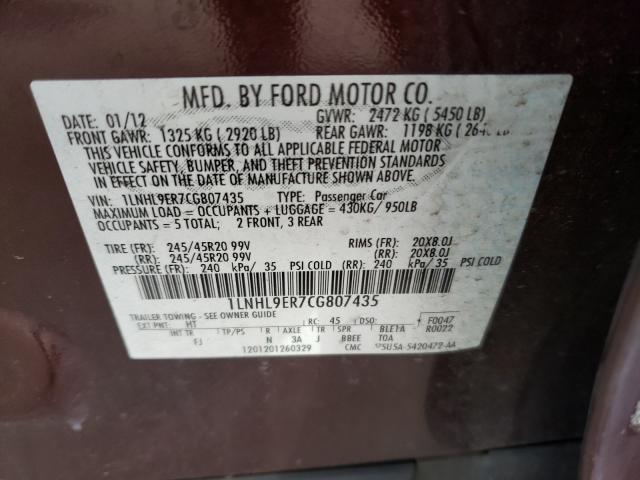 MFD. BY FORD MOTOR CO.
DATE: 01/12 GVWR: 2472 KG ( 5450 LB)
FRONT GAWR: 1325 KG ( 2920 LB) REAR GAWR: 1198 KG
THIS VEHICLE CONFORMS TO ALL APPLICABLE FEDERAL MOTOR
VEHICLE SAFETY, BUMPER, AND THEFT PREVENTION STANDARDS
IN EFFECT ON THE DATE OF MANUFACTURE SHOWN ABOVE.
VIN: 1LNHL9ER7CG807435 TYPE: Passenger Car
MAXIMUM LOAD = OCCUPANTS + LUGGAGE = 430KG/ 950LB
OCCUPANTS = 5 TOTAL; 2 FRONT, 3 REAR
TIRE (FR): 245/45R20 99V RIMS (FR): 20X8.0J
(RR): 245/45R20 99V (RR): 20X8.0J
PRESSURE (FR): 240 kPa/ 35 PSI COLD (RR): 240 kPa/ 35 PSI COLD
1LNHL9ER7CG807435
TRAILER TOWING - SEE OWNER GUIDE
EXT PNT: HT RC: 45 DSO: F0047
R0022
INT TR TP/PS R AXLE TR SPR
FJ N 3A J BBEE
1201201260329 CMC